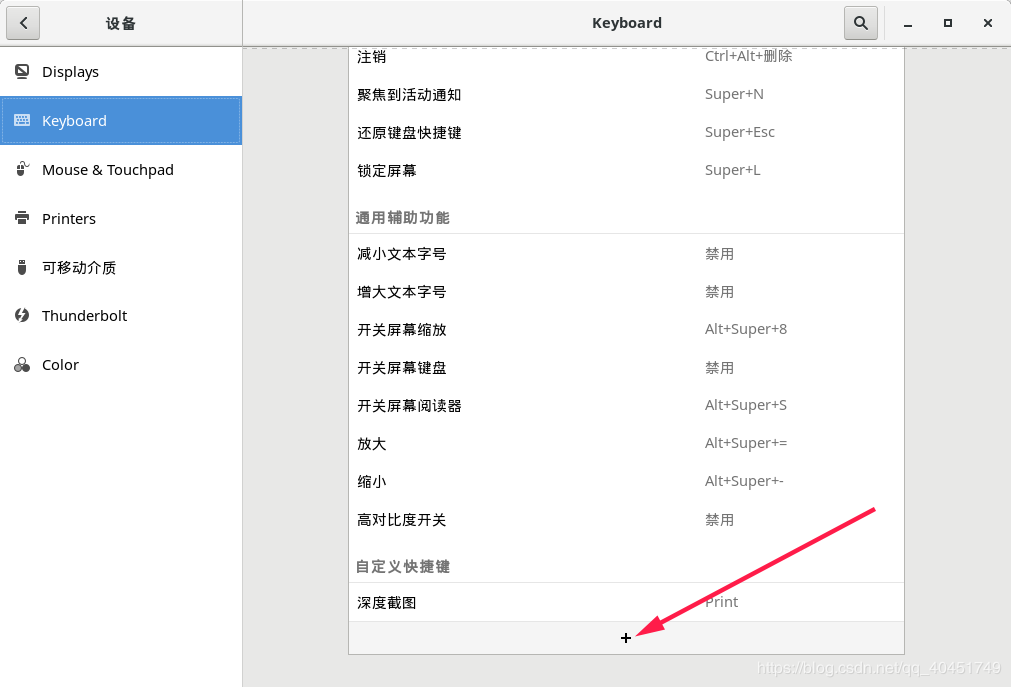 设备
Keyboard
Displays
Keyboard
Mouse & Touchpad
Printers
可移动介质
Thunderbolt
Color
注销 Ctrl+Alt+删除
聚焦到活动通知 Super+N
还原键盘快捷键 Super+Esc
锁定屏幕 Super+L
通用辅助功能
减小文本字号 禁用
增大文本字号 禁用
开关屏幕缩放 Alt+Super+8
开关屏幕键盘 禁用
开关屏幕阅读器 Alt+Super+S
放大 Alt+Super+=
缩小 Alt+Super+-
高对比度开关 禁用
自定义快捷键
深度截图 Print
+
https://blog.csdn.net/qq_40451749